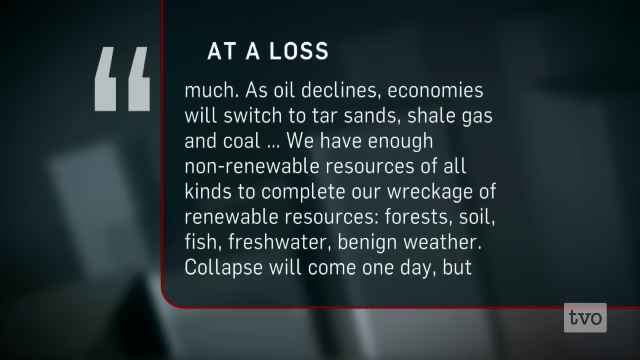 AT A LOSS
much. As oil declines, economies
will switch to tar sands, shale gas
and coal ... We have enough
non-renewable resources of all
kinds to complete our wreckage of
renewable resources: forests, soil,
fish, freshwater, benign weather.
Collapse will come one day, but
tvo